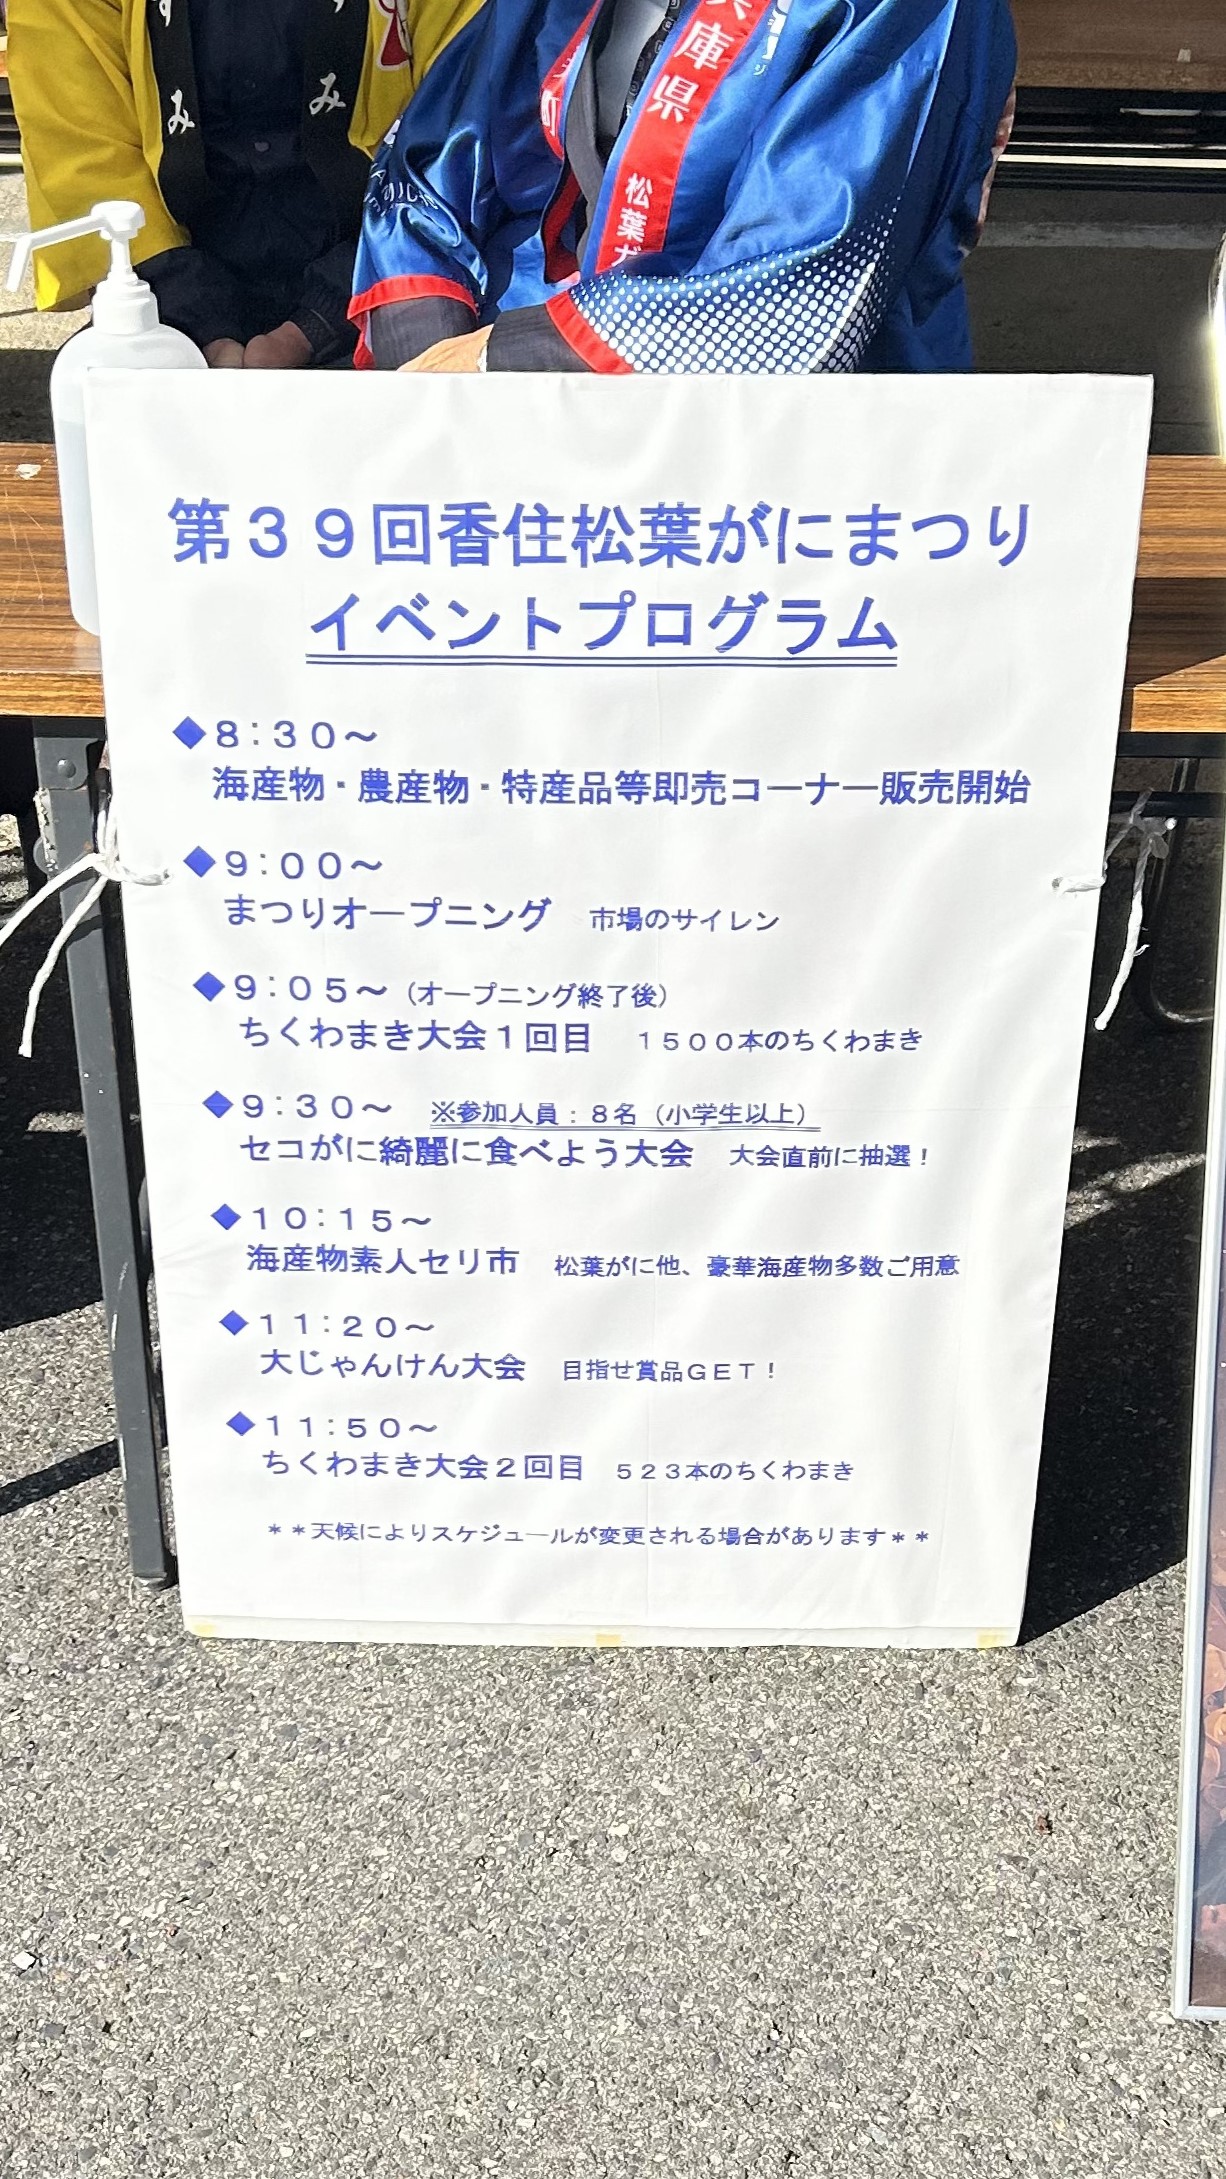 すみ
み
兵庫県
松葉ガ
町
第39回香住松葉がにまつり
イベントプログラム
◆8:30～
海産物・農産物・特産品等即売コーナー販売開始
◆9:00～
まつりオープニング　市場のサイレン
◆9:05～（オープニング終了後）
ちくわまき大会1回目　1500本のちくわまき
◆9:30～　※参加人員：8名（小学生以上）
セコがに綺麗に食べよう大会　大会直前に抽選！
◆10:15～
海産物素人セリ市　松葉がに他、豪華海産物多数ご用意
◆11:20～
大じゃんけん大会　目指せ賞品GET！
◆11:50～
ちくわまき大会2回目　523本のちくわまき
＊＊天候によりスケジュールが変更される場合があります＊＊